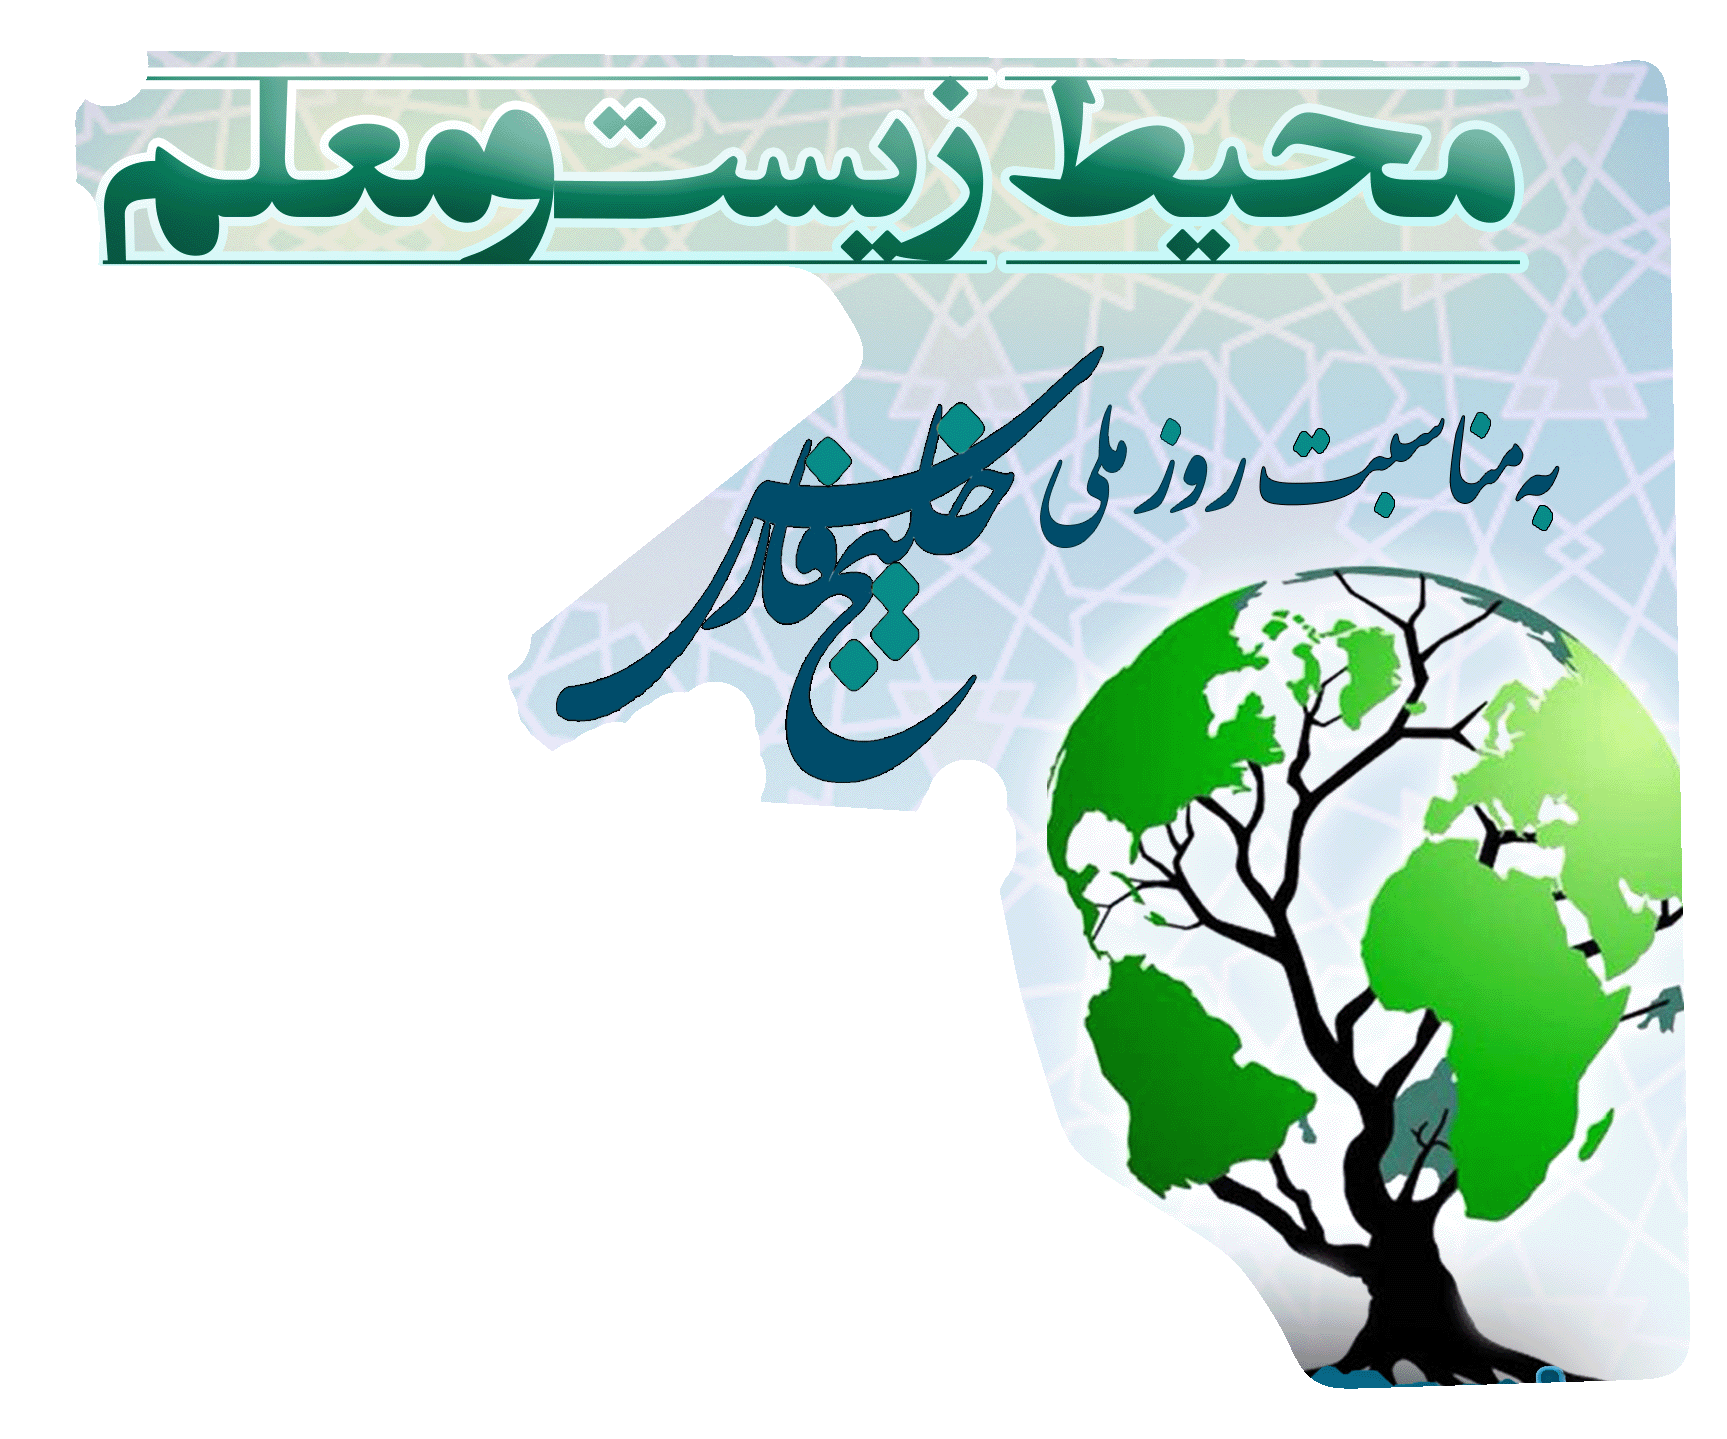 محیط زیست و معلم
به مناسبت روز ملی خلیج فارس